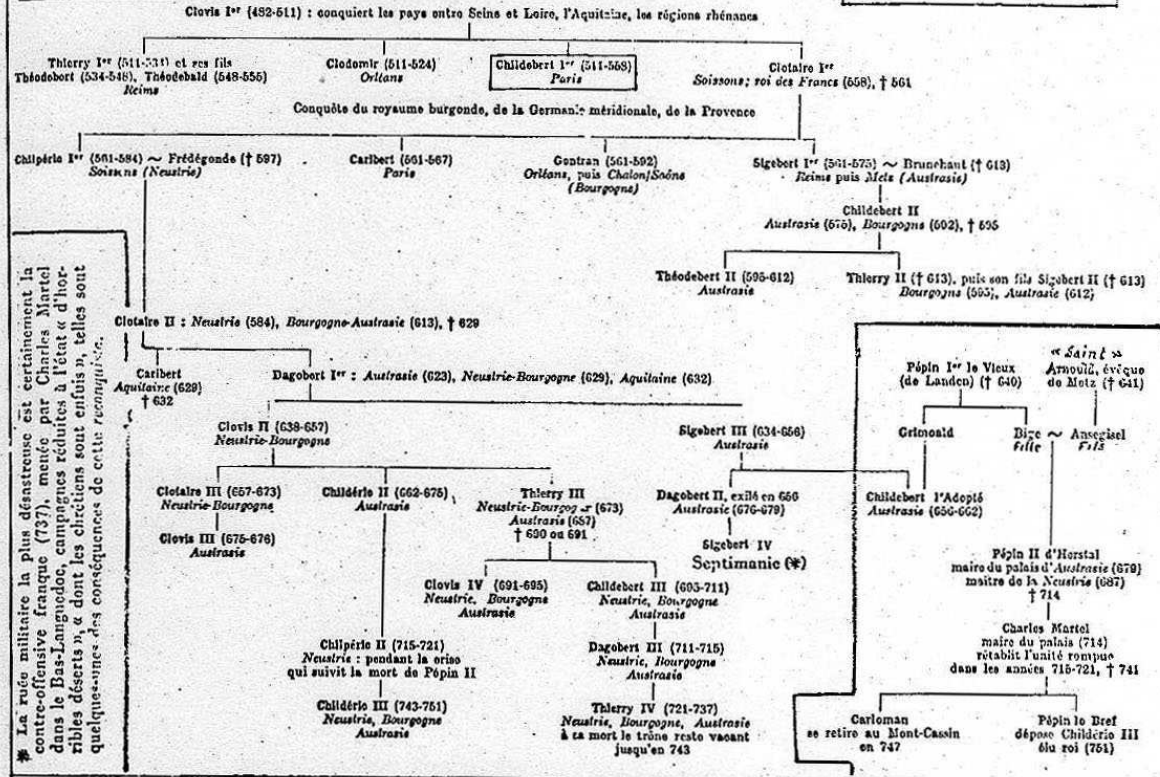 Clovis Ier (482-511) : conquiert les pays entre Seine et Loire, l'Aquitaine, les régions rhénanes
Thierry Ier (511-534) et ses fils
Théodebert (534-548), Théodebald (548-555)
Reims
Clodomir (511-524)
Orléans
Childebert Ier (511-558)
Paris
Clotaire Ier
Soissons; roi des Francs (558), † 561
Conquête du royaume burgonde, de la Germanie méridionale, de la Provence
Chilpéric Ier (561-584) ~ Frédégonde († 597)
Soissons (Neustrie)
Caribert (561-567)
Paris
Gontran (561-592)
Orléans, puis Chalon/Saône
(Bourgogne)
Sigebert Ier (561-575) ~ Brunehaut († 613)
Reims puis Metz (Austrasie)
Childebert II
Austrasie (575), Bourgogne (592), † 595
Théodebert II (595-612)
Austrasie
Thierry II († 613), puis son fils Sigebert II († 613)
Bourgogne (595), Austrasie (612)
Clotaire II : Neustrie (584), Bourgogne-Austrasie (613), † 629
Caribert
Aquitaine (629)
† 632
Dagobert Ier : Austrasie (623), Neustrie-Bourgogne (629), Aquitaine (632)
Clovis II (638-657)
Neustrie-Bourgogne
Sigebert III (634-656)
Austrasie
Clotaire III (657-673)
Neustrie-Bourgogne
Clovis III (675-676)
Austrasie
Childéric II (662-675)
Austrasie
Thierry III
Neustrie-Bourgog (673)
Austrasie (687)
† 690 ou 691
Dagobert II, exilé en 656
Austrasie (676-679)
Sigebert IV
Septimanie (*)
Childebert l'Adopté
Austrasie (656-662)
Clovis IV (691-695)
Neustrie, Bourgogne
Austrasie
Childebert III (695-711)
Neustrie, Bourgogne
Austrasie
Chilpéric II (715-721)
Neustrie : pendant la crise
qui suivit la mort de Pépin II
Dagobert III (711-715)
Neustrie, Bourgogne
Austrasie
Childéric III (743-751)
Neustrie, Bourgogne
Thierry IV (721-737)
Neustrie, Bourgogne, Austrasie
à sa mort le trône reste vacant
jusqu'en 743
Pépin Ier le Vieux
(de Landen) († 640)
« Saint »
Arnould, évêque
de Metz († 641)
Grimoald
Bige ~ Ansegisel
Fille Fils
Pépin II d'Herstal
maire du palais d'Austrasie (679)
maître de la Neustrie (687)
† 714
Charles Martel
maire du palais (714)
rétablit l'unité rompue
dans les années 715-721, † 741
Carloman
se retire au Mont-Cassin
en 747
Pépin le Bref
dépose Childéric III
élu roi (751)
* La rude militaire la plus désastreuse est certainement la
contre-offensive franque (737), menée par Charles Martel
dans le Bas-Languedoc, campagnes réduites à l'état « d'hor-
ribles déserts », « dont les chrétiens sont enfuis », telles sont
quelques-unes des conséquences de cette reconquiste.